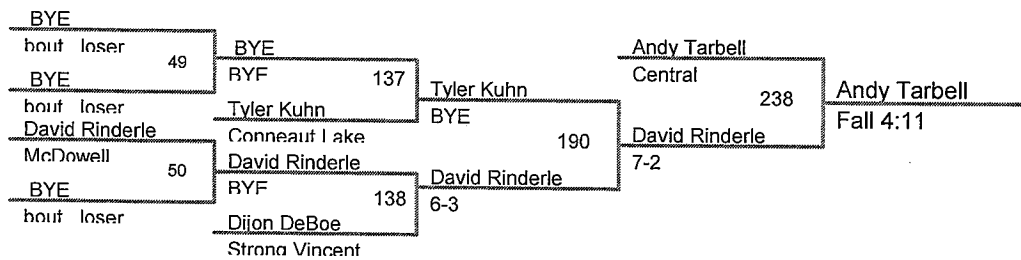 BYE
bout loser
49
BYE
bout loser
David Rinderle
McDowell
50
BYE
bout loser
BYE
BYE
137
Tyler Kuhn
Conneaut Lake
David Rinderle
BYE
138
Dijon DeBoe
Strong Vincent
Tyler Kuhn
BYE
190
David Rinderle
6-3
Andy Tarbell
Central
238
David Rinderle
7-2
Andy Tarbell
Fall 4:11